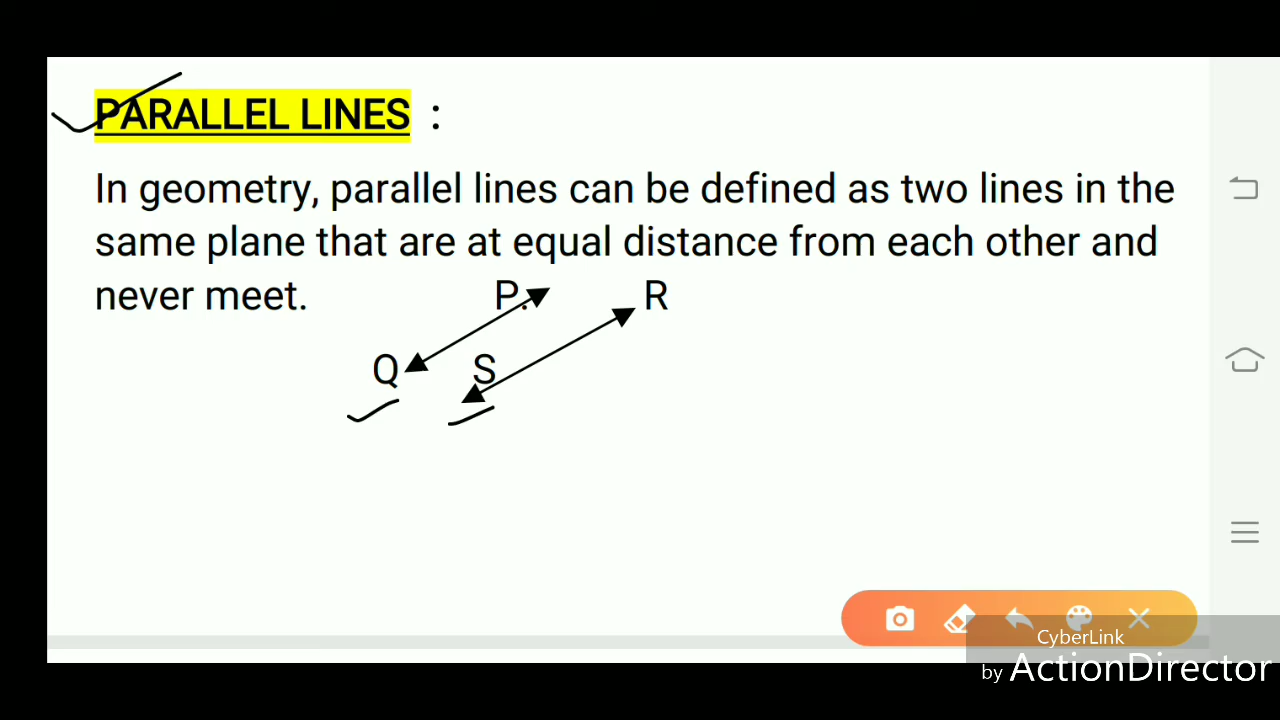 PARALLEL LINES :
In geometry, parallel lines can be defined as two lines in the
same plane that are at equal distance from each other and
never meet.
P.
R
Q
S
CyberLink
by ActionDirector